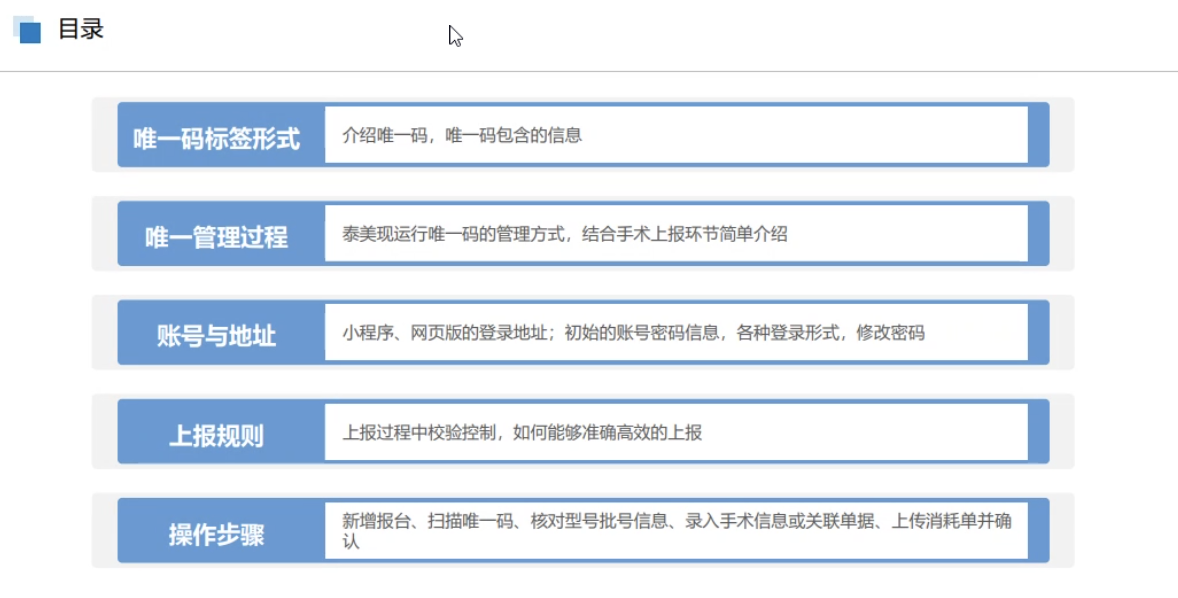 目录
唯一码标签形式
介绍唯一码，唯一码包含的信息
唯一管理过程
泰美现运行唯一码的管理方式，结合手术上报环节简单介绍
账号与地址
小程序、网页版的登录地址；初始的账号密码信息，各种登录形式，修改密码
上报规则
上报过程中校验控制，如何能够准确高效的上报
操作步骤
新增报台、扫描唯一码、核对型号批号信息、录入手术信息或关联单据、上传消耗单并确
认